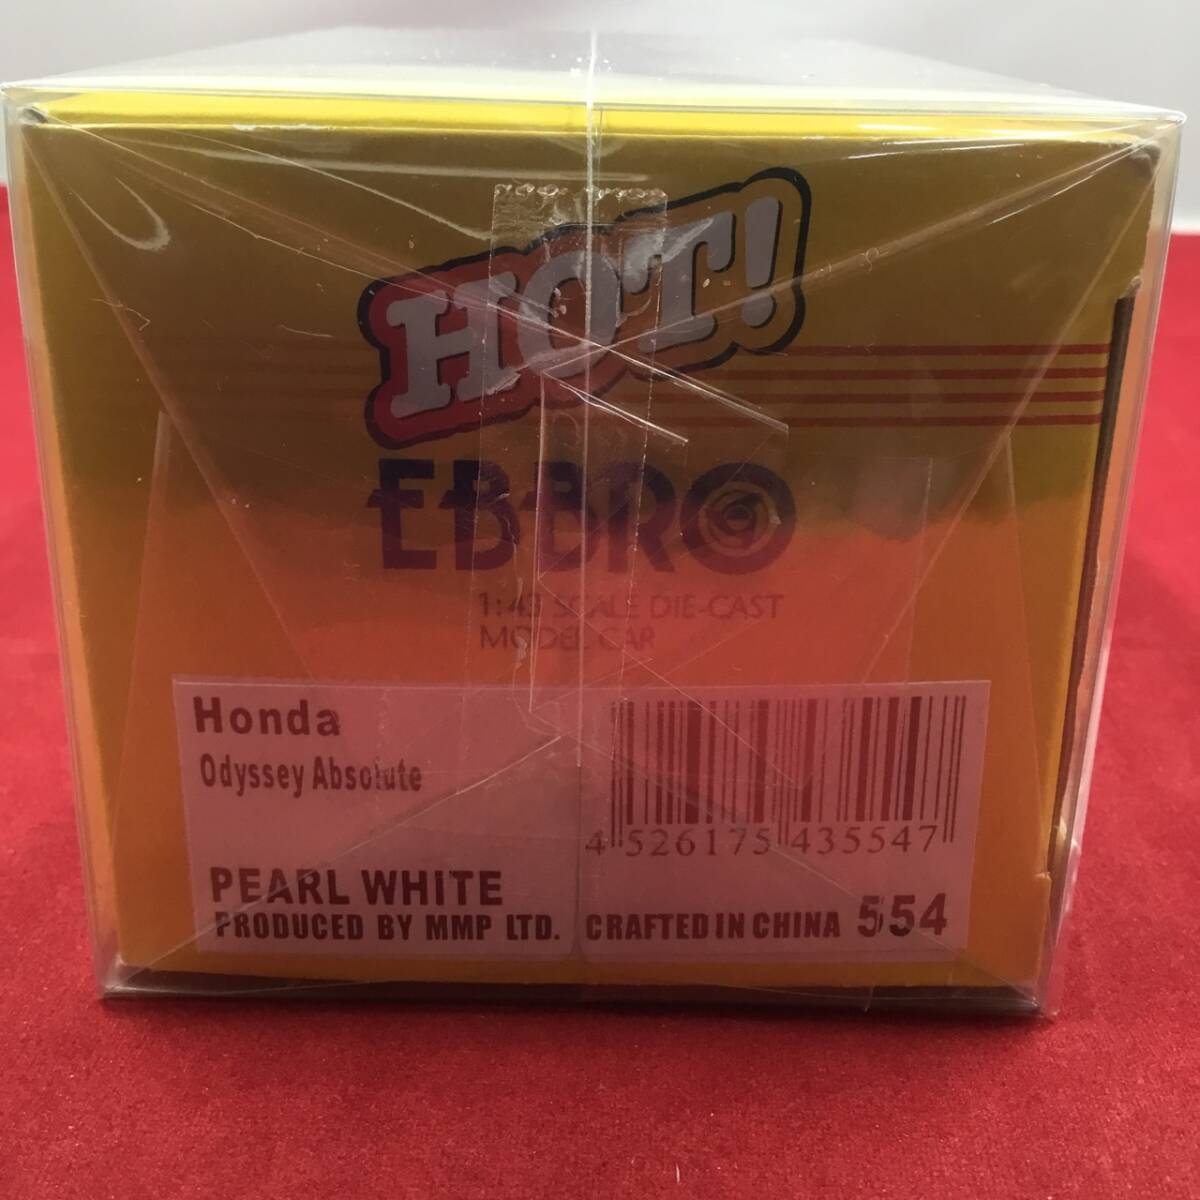 HOT!
EBBRO
1:43 SCALE DIE-CAST
MODEL CAR
Honda
Odyssey Absolute
4 526175 435547
PEARL WHITE
PRODUCED BY MMP LTD. CRAFTED IN CHINA 554